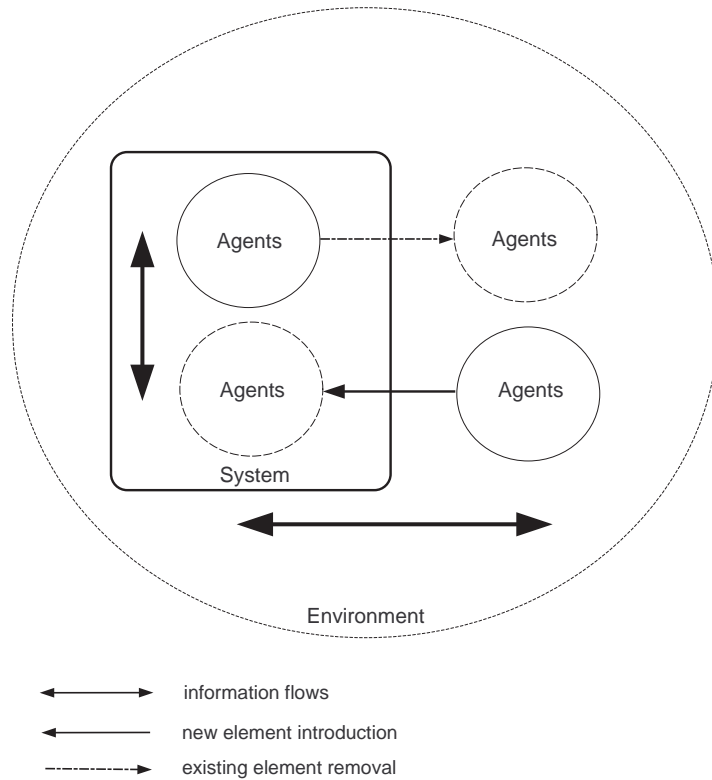 Agents
Agents
Agents
Agents
System
Environment
information flows
new element introduction
existing element removal